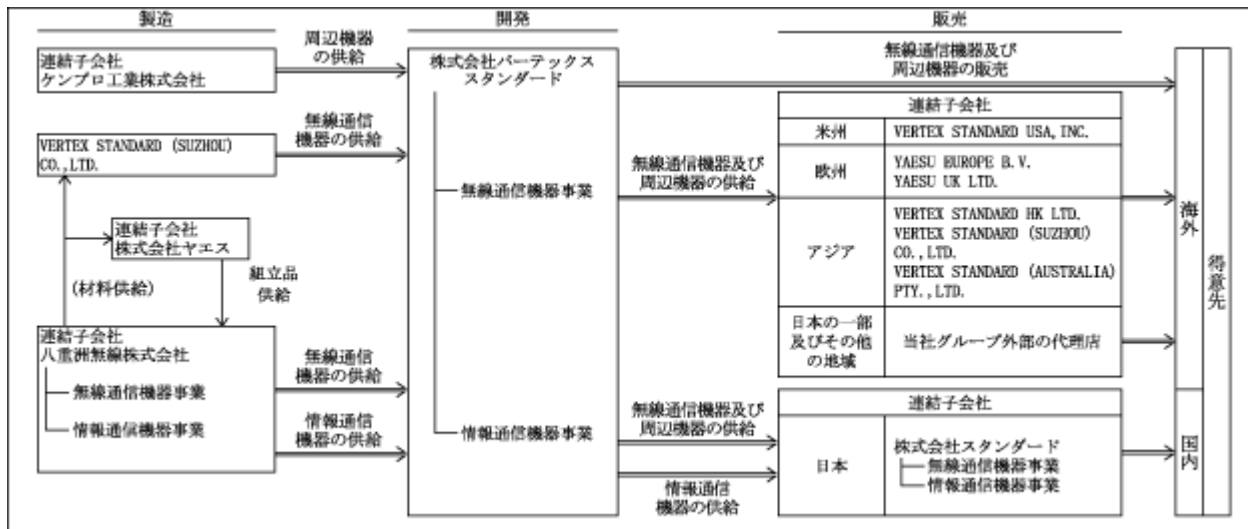 製造
開発
販売
連結子会社
ケンプロ工業株式会社
周辺機器
の供給
VERTEX STANDARD (SUZHOU)
CO.,LTD.
無線通信
機器の供給
連結子会社
株式会社ヤエス
(材料供給)
組立品
供給
連結子会社
八重洲無線株式会社
無線通信機器事業
情報通信機器事業
無線通信
機器の供給
情報通信
機器の供給
株式会社バーテックス
スタンダード
無線通信機器事業
情報通信機器事業
無線通信機器及び
周辺機器の販売
無線通信機器及び
周辺機器の供給
連結子会社
米州
VERTEX STANDARD USA,INC.
欧州
YAESU EUROPE B.V.
YAESU UK LTD.
アジア
VERTEX STANDARD HK LTD.
VERTEX STANDARD (SUZHOU)
CO.,LTD.
VERTEX STANDARD (AUSTRALIA)
PTY.,LTD.
日本の一部
及びその他
の地域
当社グループ外部の代理店
無線通信機器及び
周辺機器の供給
情報通信
機器の供給
連結子会社
日本
株式会社スタンダード
無線通信機器事業
情報通信機器事業
海外
国内
得意先